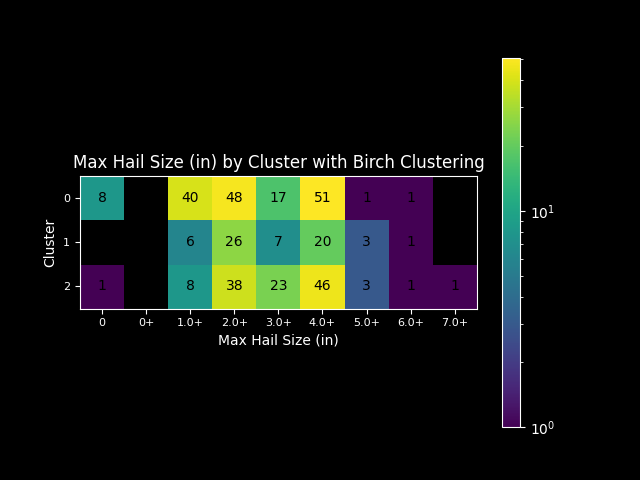 Max Hail Size (in) by Cluster with Birch Clustering
0 8 40 48 17 51 1 1
1 6 26 7 20 3 1
2 1 8 38 23 46 3 1 1
Cluster
0 0+ 1.0+ 2.0+ 3.0+ 4.0+ 5.0+ 6.0+ 7.0+
Max Hail Size (in)
10¹
10⁰